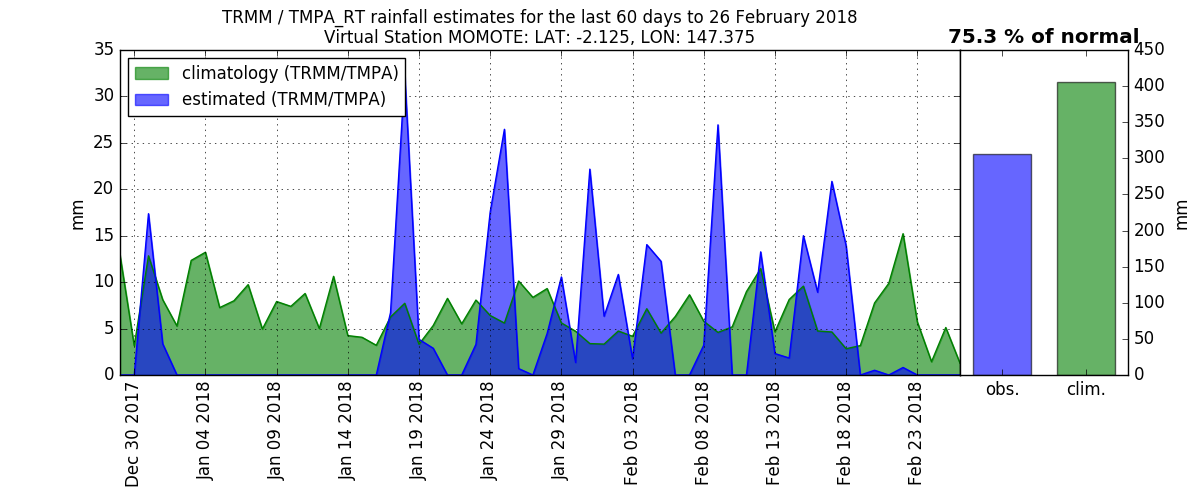 TRMM / TMPA_RT rainfall estimates for the last 60 days to 26 February 2018
Virtual Station MOMOTE: LAT: -2.125, LON: 147.375
75.3 % of normal
climatology (TRMM/TMPA)
estimated (TRMM/TMPA)
35
30
25
20
15
10
5
0
mm
Dec 30 2017
Jan 04 2018
Jan 09 2018
Jan 14 2018
Jan 19 2018
Jan 24 2018
Jan 29 2018
Feb 03 2018
Feb 08 2018
Feb 13 2018
Feb 18 2018
Feb 23 2018
obs.
clim.
450
400
350
300
250
200
150
100
50
0
mm